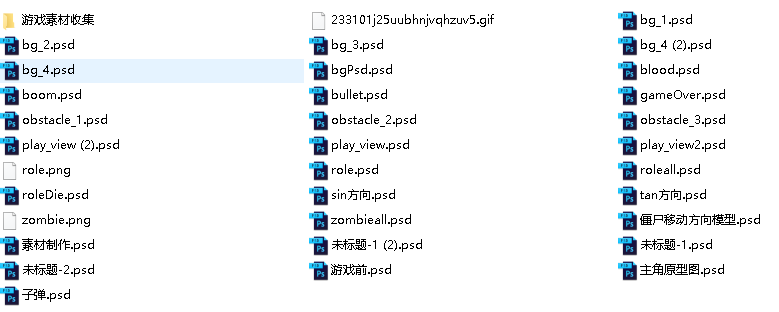 游戏素材收集 233101j25uubhnjvqhzuv5.gif bg_1.psd
bg_2.psd bg_3.psd bg_4 (2).psd
bg_4.psd bgPsd.psd blood.psd
boom.psd bullet.psd gameOver.psd
obstacle_1.psd obstacle_2.psd obstacle_3.psd
play_view (2).psd play_view.psd play_view2.psd
role.png role.psd roleall.psd
roleDie.psd sin方向.psd tan方向.psd
zombie.png zombieall.psd 僵尸移动方向模型.psd
素材制作.psd 未标题-1 (2).psd 未标题-1.psd
未标题-2.psd 游戏前.psd 主角原型图.psd
子弹.psd